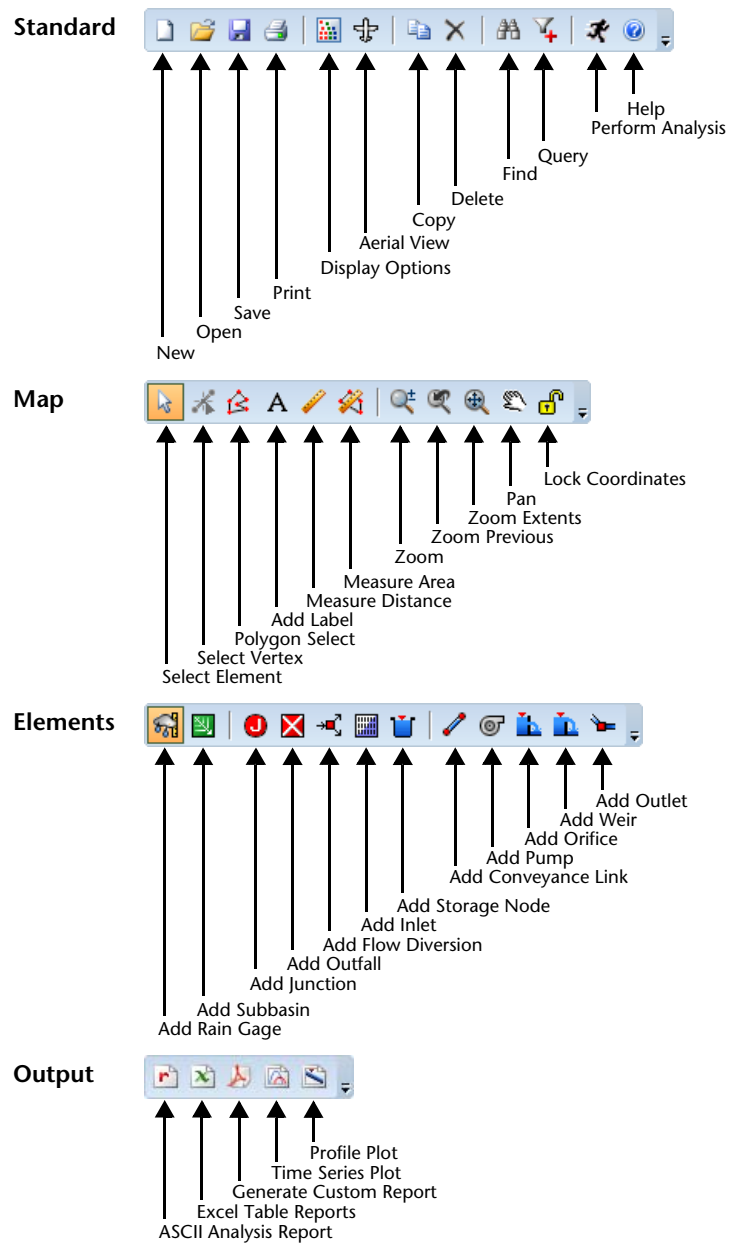 Standard
Help
Perform Analysis
Query
Find
Delete
Copy
Aerial View
Display Options
Print
Save
Open
New
Map
A
Lock Coordinates
Pan
Zoom Extents
Zoom Previous
Zoom
Measure Area
Measure Distance
Add Label
Polygon Select
Select Vertex
Select Element
Elements
J
Add Outlet
Add Weir
Add Orifice
Add Pump
Add Conveyance Link
Add Storage Node
Add Inlet
Add Flow Diversion
Add Outfall
Add Junction
Add Subbasin
Add Rain Gage
Output
r
Profile Plot
Time Series Plot
Generate Custom Report
Excel Table Reports
ASCII Analysis Report